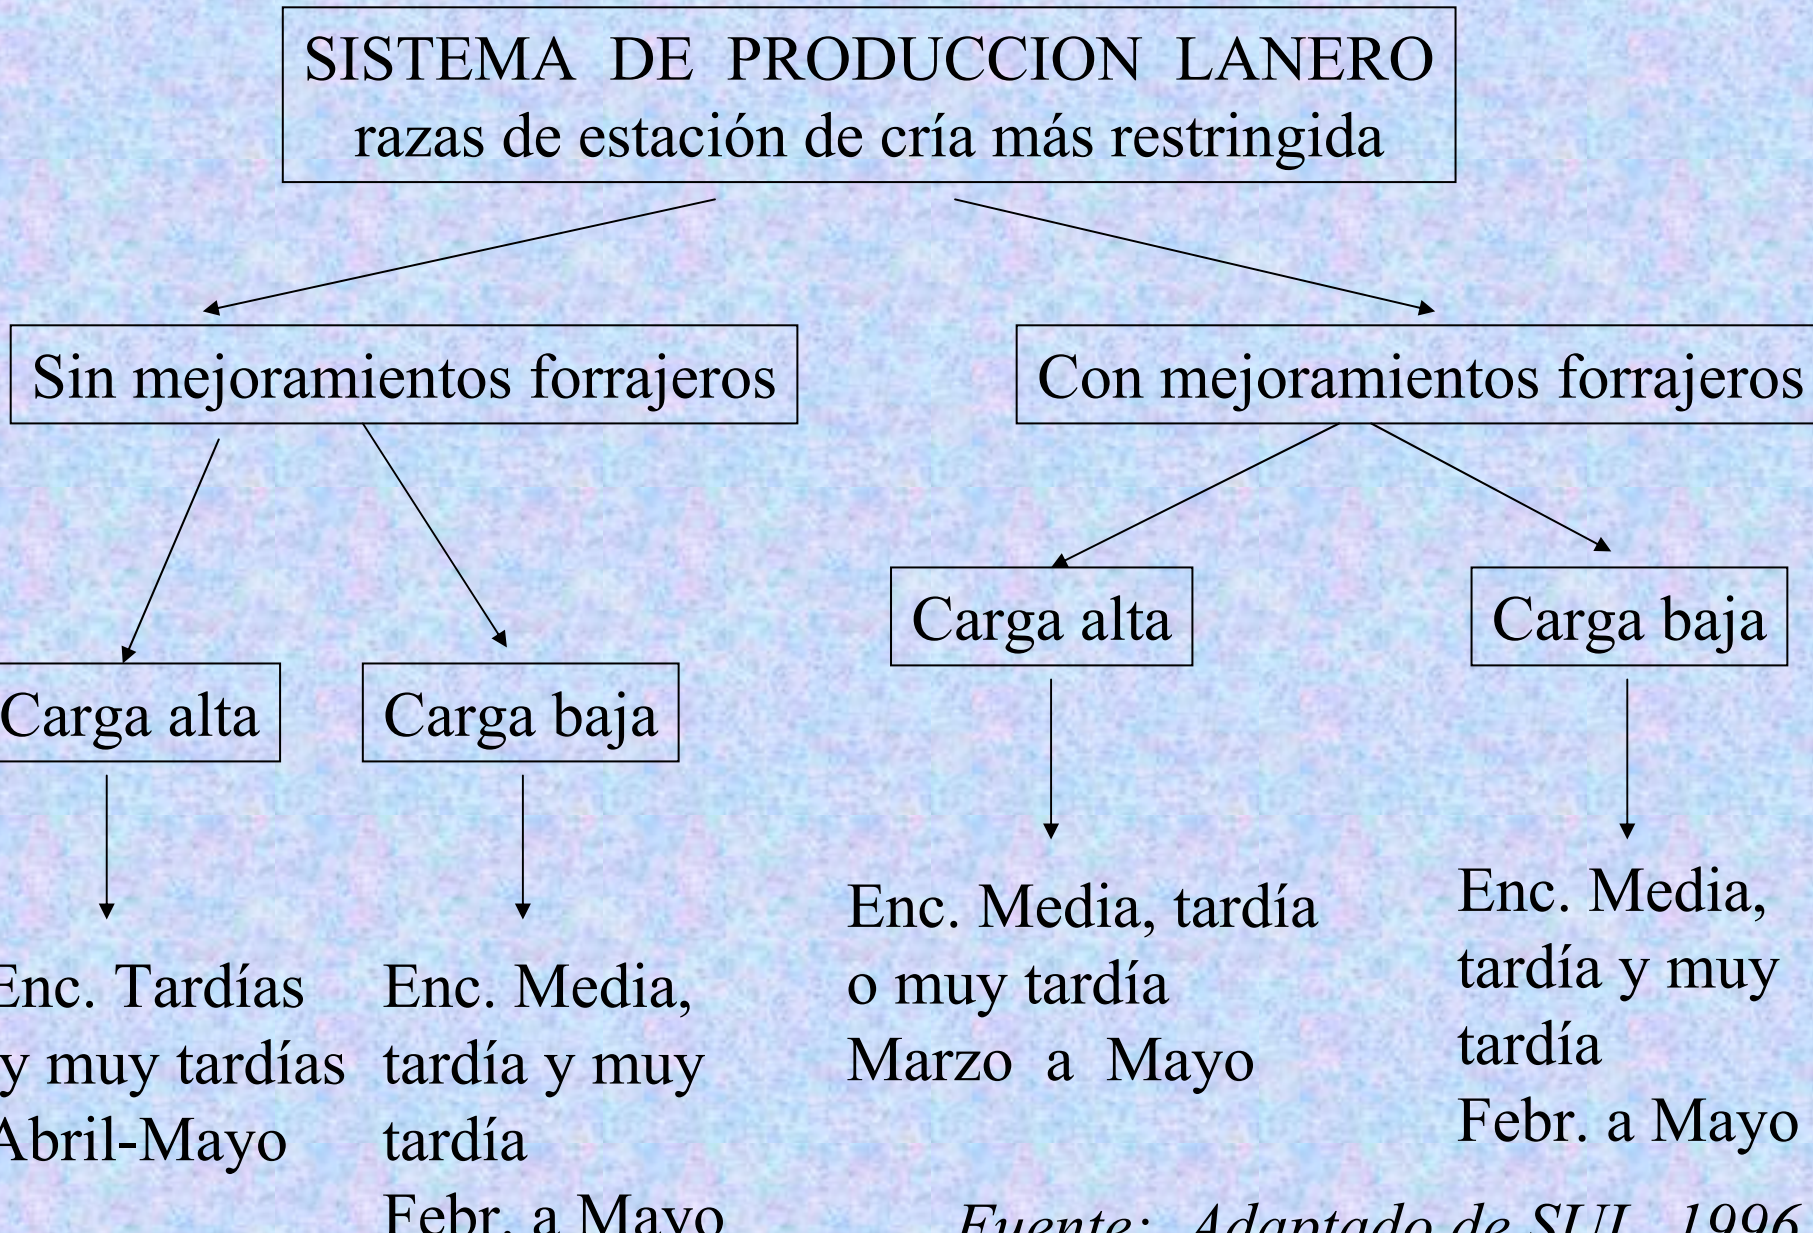 SISTEMA DE PRODUCCION LANERO
razas de estación de cría más restringida
Sin mejoramientos forrajeros
Con mejoramientos forrajeros
Carga alta
Carga baja
Carga alta
Carga baja
Enc. Tardías
y muy tardías
Abril-Mayo
Enc. Media,
tardía y muy
tardía
Febr. a Mayo
Enc. Media, tardía
o muy tardía
Marzo a Mayo
Enc. Media,
tardía y muy
tardía
Febr. a Mayo
Fuente: Adaptado de SUL, 1996